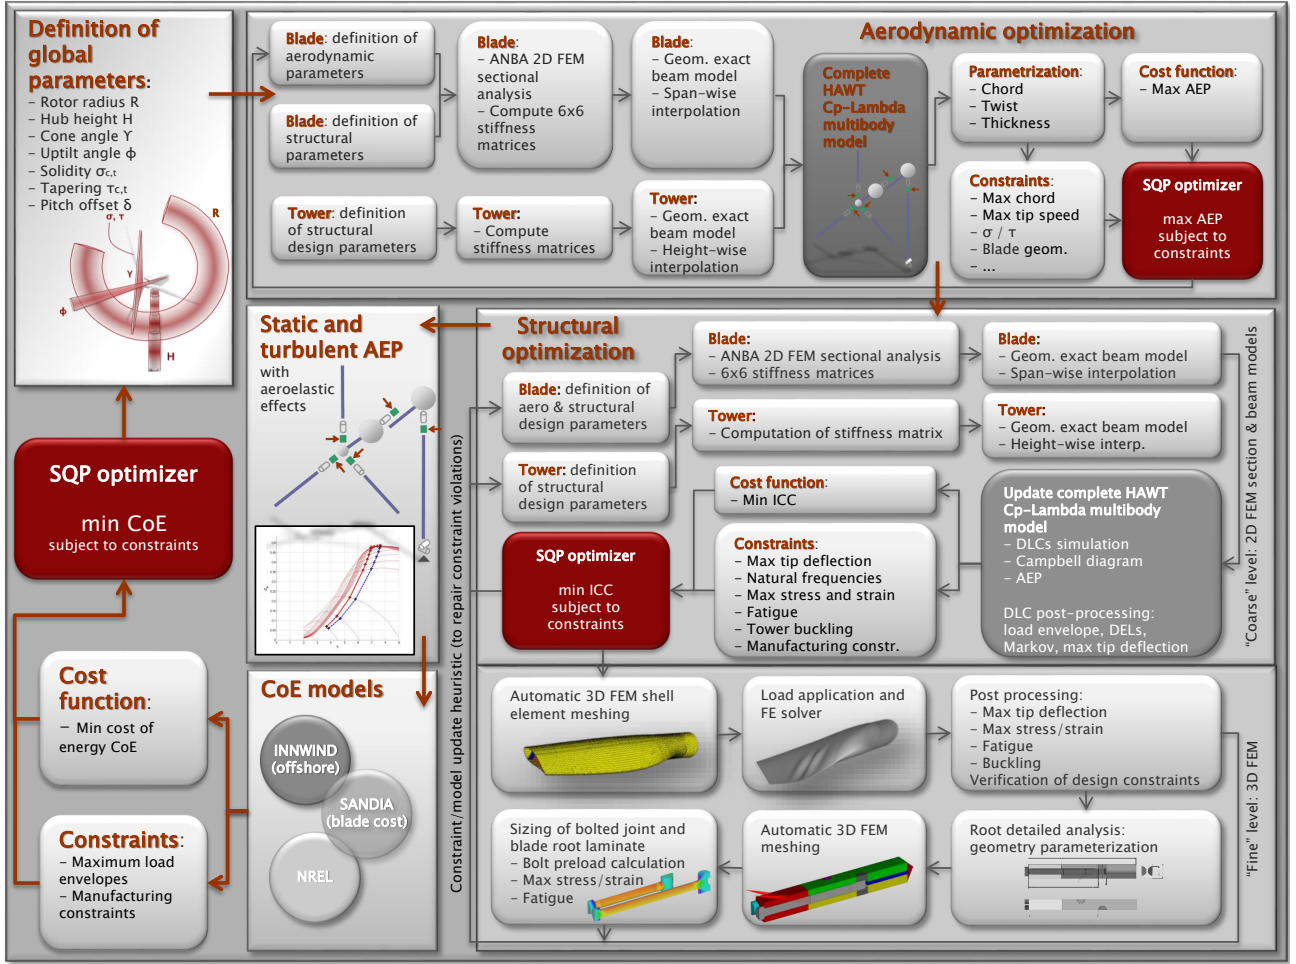 Definition of
global
parameters:
- Rotor radius R
- Hub height H
- Cone angle ϒ
- Uptilt angle ϕ
- Solidity σc,t
- Tapering τc,t
- Pitch offset δ
σ, τ
R
ϒ
ϕ
H
Aerodynamic optimization
Blade: definition of
aerodynamic
parameters
Blade: definition of
structural
parameters
Tower: definition
of structural
design parameters
Blade:
- ANBA 2D FEM
sectional
analysis
- Compute 6x6
stiffness
matrices
Tower:
- Compute
stiffness matrices
Blade:
- Geom. exact
beam model
- Span-wise
interpolation
Tower:
- Geom. exact
beam model
- Height-wise
interpolation
Complete
HAWT
Cp-Lambda
multibody
model
Parametrization:
- Chord
- Twist
- Thickness
Cost function:
- Max AEP
Constraints:
- Max chord
- Max tip speed
- σ / τ
- Blade geom.
- ...
SQP optimizer
max AEP
subject to
constraints
Static and
turbulent AEP
with
aeroelastic
effects
Structural
optimization
Blade: definition of
aero & structural
design parameters
Tower: definition
of structural
design parameters
Blade:
- ANBA 2D FEM sectional analysis
- 6x6 stiffness matrices
Tower:
- Computation of stiffness matrix
Blade:
- Geom. exact beam model
- Span-wise interpolation
Tower:
- Geom. exact beam model
- Height-wise interp.
Cost function:
- Min ICC
Constraints:
- Max tip deflection
- Natural frequencies
- Max stress and strain
- Fatigue
- Tower buckling
- Manufacturing constr.
Update complete HAWT
Cp-Lambda multibody
model
- DLCs simulation
- Campbell diagram
- AEP
DLC post-processing:
load envelope, DELs,
Markov, max tip deflection
SQP optimizer
min ICC
subject to
constraints
"Coarse" level: 2D FEM section & beam models
Constraint/model update heuristic (to repair constraint violations)
SQP optimizer
min CoE
subject to constraints
Cost
function:
- Min cost of
energy CoE
Constraints:
- Maximum load
envelopes
- Manufacturing
constraints
CoE models
INNWIND
(offshore)
SANDIA
(blade cost)
NREL
Automatic 3D FEM shell
element meshing
Load application and
FE solver
Post processing:
- Max tip deflection
- Max stress/strain
- Fatigue
- Buckling
Verification of design constraints
Sizing of bolted joint and
blade root laminate
- Bolt preload calculation
- Max stress/strain
- Fatigue
Automatic 3D FEM
meshing
Root detailed analysis:
geometry parameterization
"Fine" level: 3D FEM